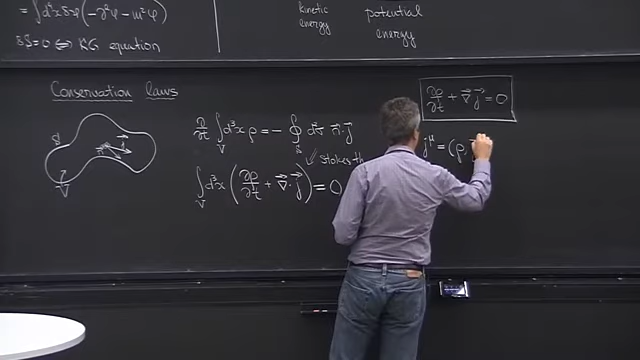 = ∫d⁴x δφ(−∂²φ − m²φ)
δS=0 ⇔ KG equation
kinetic energy
potential energy
Conservation laws
S
V
∂/∂t ∫_V d³x ρ = − ∮_S d²σ n⃗·j⃗
↙ Stokes th
∫_V d³x (∂ρ/∂t + ∇⃗·j⃗) = 0
∂ρ/∂t + ∇⃗ j⃗ = 0
j^μ = (ρ,